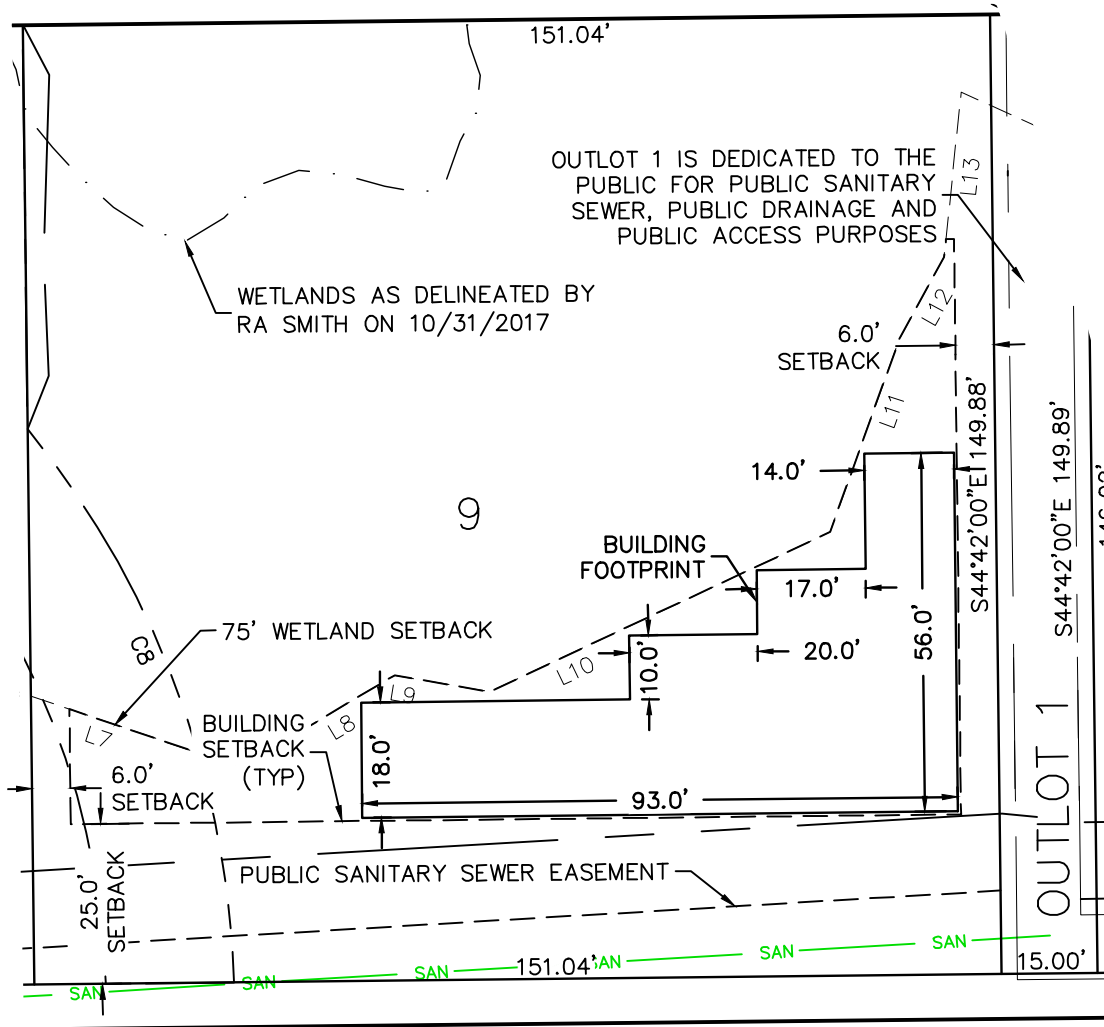 151.04'
OUTLOT 1 IS DEDICATED TO THE
PUBLIC FOR PUBLIC SANITARY
SEWER, PUBLIC DRAINAGE AND
PUBLIC ACCESS PURPOSES
L13
WETLANDS AS DELINEATED BY
RA SMITH ON 10/31/2017
L12
6.0'
SETBACK
L11
S44°42'00"E 149.88'
S44°42'00"E 149.89'
14.0'
9
BUILDING
FOOTPRINT
17.0'
75' WETLAND SETBACK
C8
L10
10.0'
20.0'
56.0'
L9
L8
L7
BUILDING
SETBACK
(TYP)
18.0'
6.0'
SETBACK
93.0'
OUTLOT 1
PUBLIC SANITARY SEWER EASEMENT
25.0'
SETBACK
SAN
SAN
SAN
151.04'
SAN
SAN
15.00'